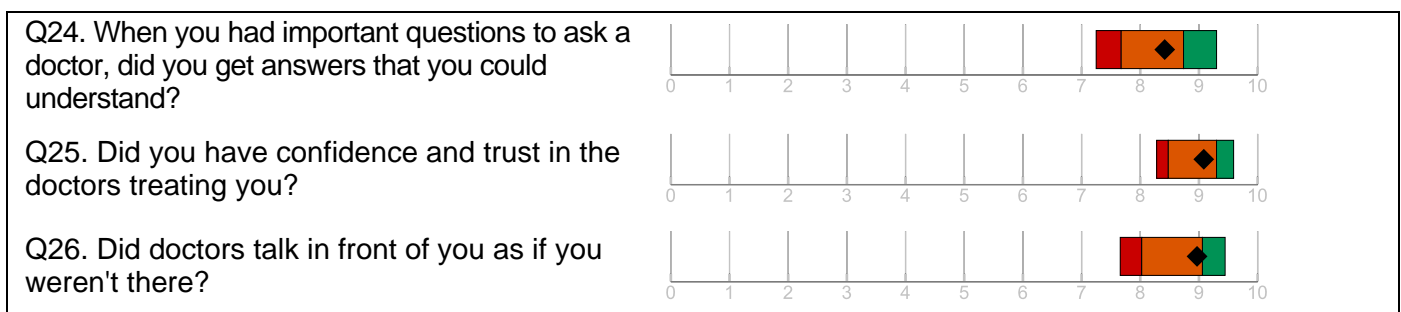 Q24. When you had important questions to ask a
doctor, did you get answers that you could
understand?
0 1 2 3 4 5 6 7 8 9 10
Q25. Did you have confidence and trust in the
doctors treating you?
0 1 2 3 4 5 6 7 8 9 10
Q26. Did doctors talk in front of you as if you
weren't there?
0 1 2 3 4 5 6 7 8 9 10